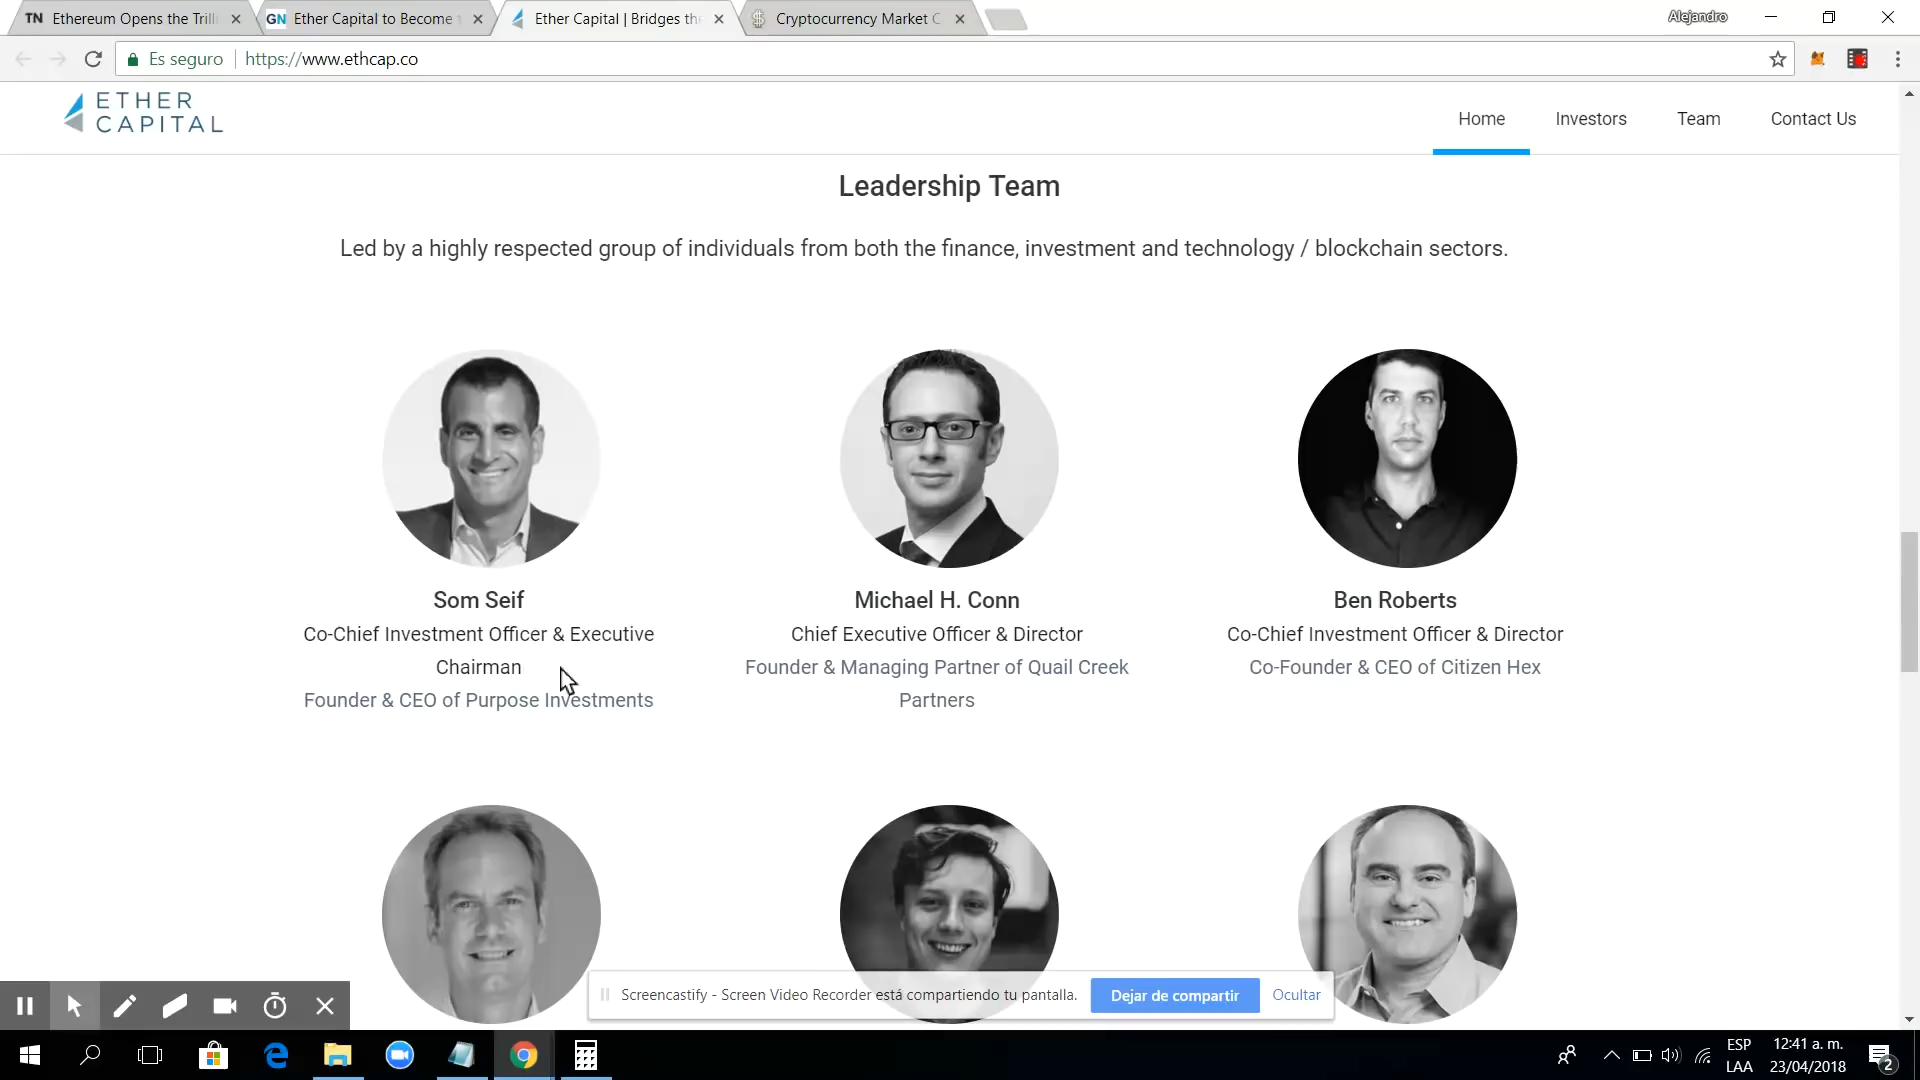 TN Ethereum Opens the Trill
GN Ether Capital to Become
Ether Capital | Bridges the
Cryptocurrency Market C
Alejandro
Es seguro
https://www.ethcap.co
ETHER
CAPITAL
Home
Investors
Team
Contact Us
Leadership Team
Led by a highly respected group of individuals from both the finance, investment and technology / blockchain sectors.
Som Seif
Co-Chief Investment Officer & Executive
Chairman
Founder & CEO of Purpose Investments
Michael H. Conn
Chief Executive Officer & Director
Founder & Managing Partner of Quail Creek
Partners
Ben Roberts
Co-Chief Investment Officer & Director
Co-Founder & CEO of Citizen Hex
Screencastify - Screen Video Recorder está compartiendo tu pantalla.
Dejar de compartir
Ocultar
ESP
LAA
12:41 a. m.
23/04/2018
2